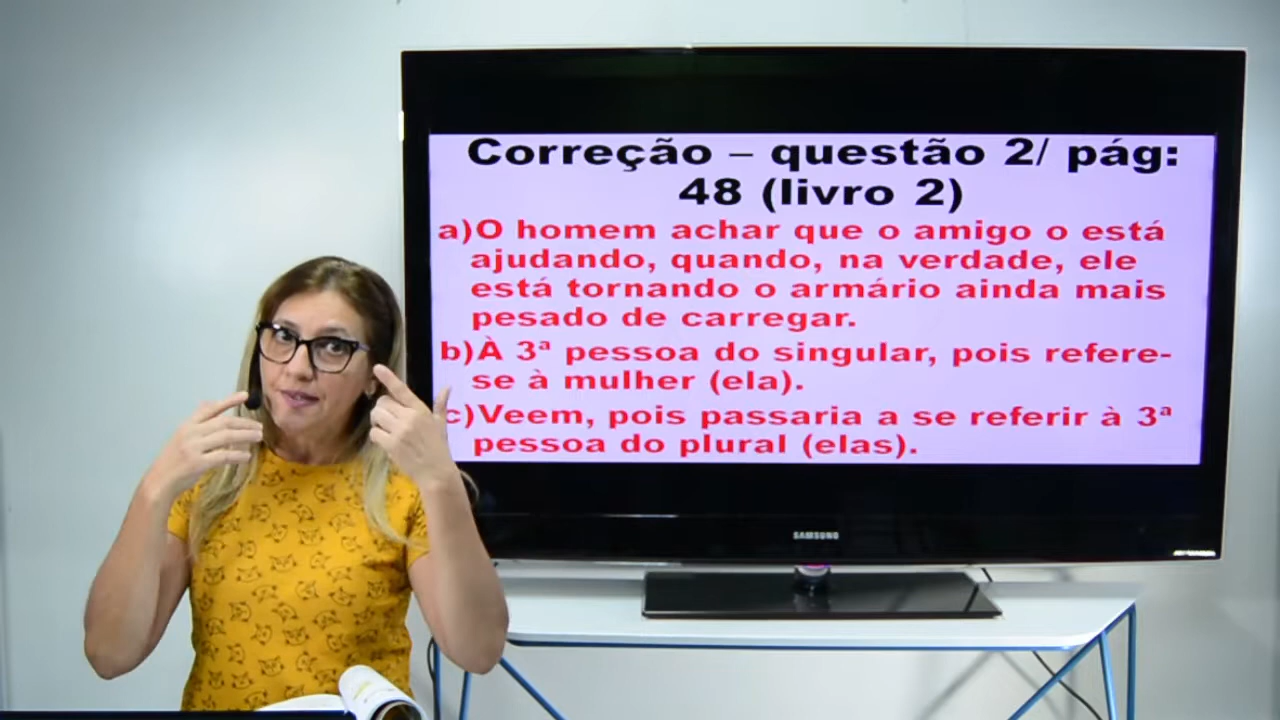 Correção – questão 2/ pág:
48 (livro 2)
a)O homem achar que o amigo o está
ajudando, quando, na verdade, ele
está tornando o armário ainda mais
pesado de carregar.
b)À 3ª pessoa do singular, pois refere-
se à mulher (ela).
c)Veem, pois passaria a se referir à 3ª
pessoa do plural (elas).
SAMSUNG